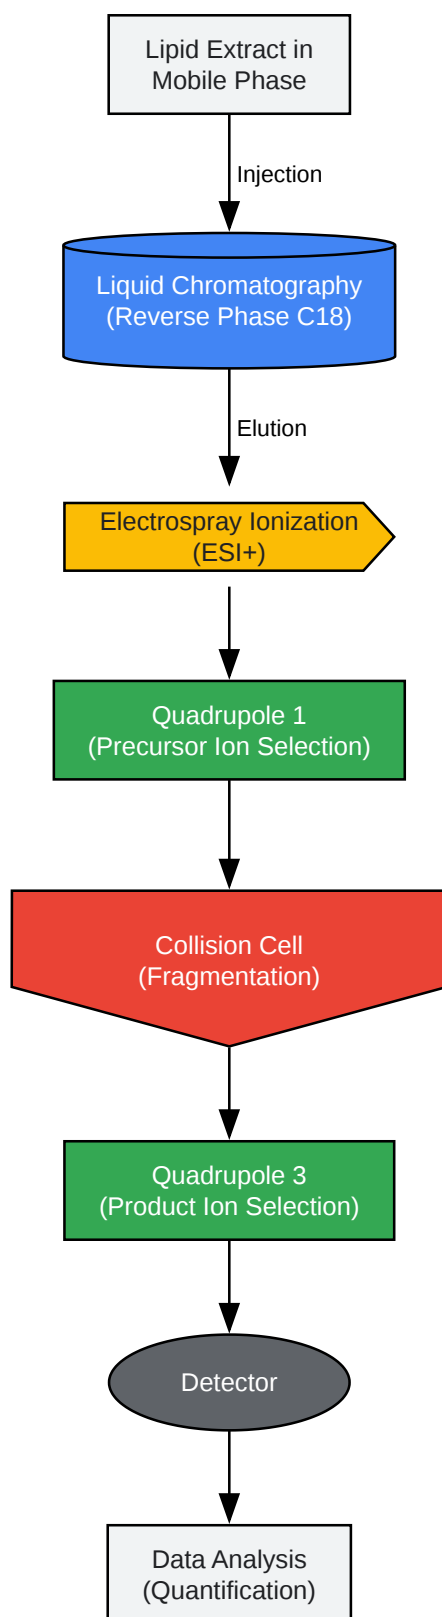 Lipid Extract in
Mobile Phase
Injection
Liquid Chromatography
(Reverse Phase C18)
Elution
Electrospray Ionization
(ESI+)
Quadrupole 1
(Precursor Ion Selection)
Collision Cell
(Fragmentation)
Quadrupole 3
(Product Ion Selection)
Detector
Data Analysis
(Quantification)